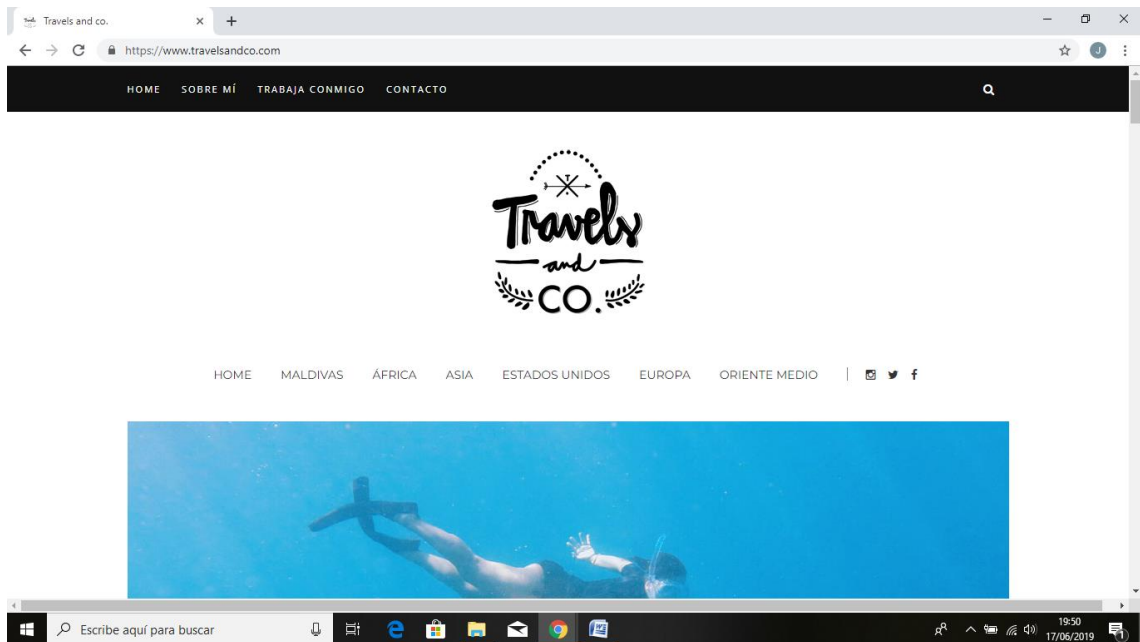 Travels and co.
https://www.travelsandco.com
J
HOME SOBRE MÍ TRABAJA CONMIGO CONTACTO
T.
Travels
and
CO.
HOME MALDIVAS ÁFRICA ASIA ESTADOS UNIDOS EUROPA ORIENTE MEDIO
Escribe aquí para buscar
19:50
17/06/2019